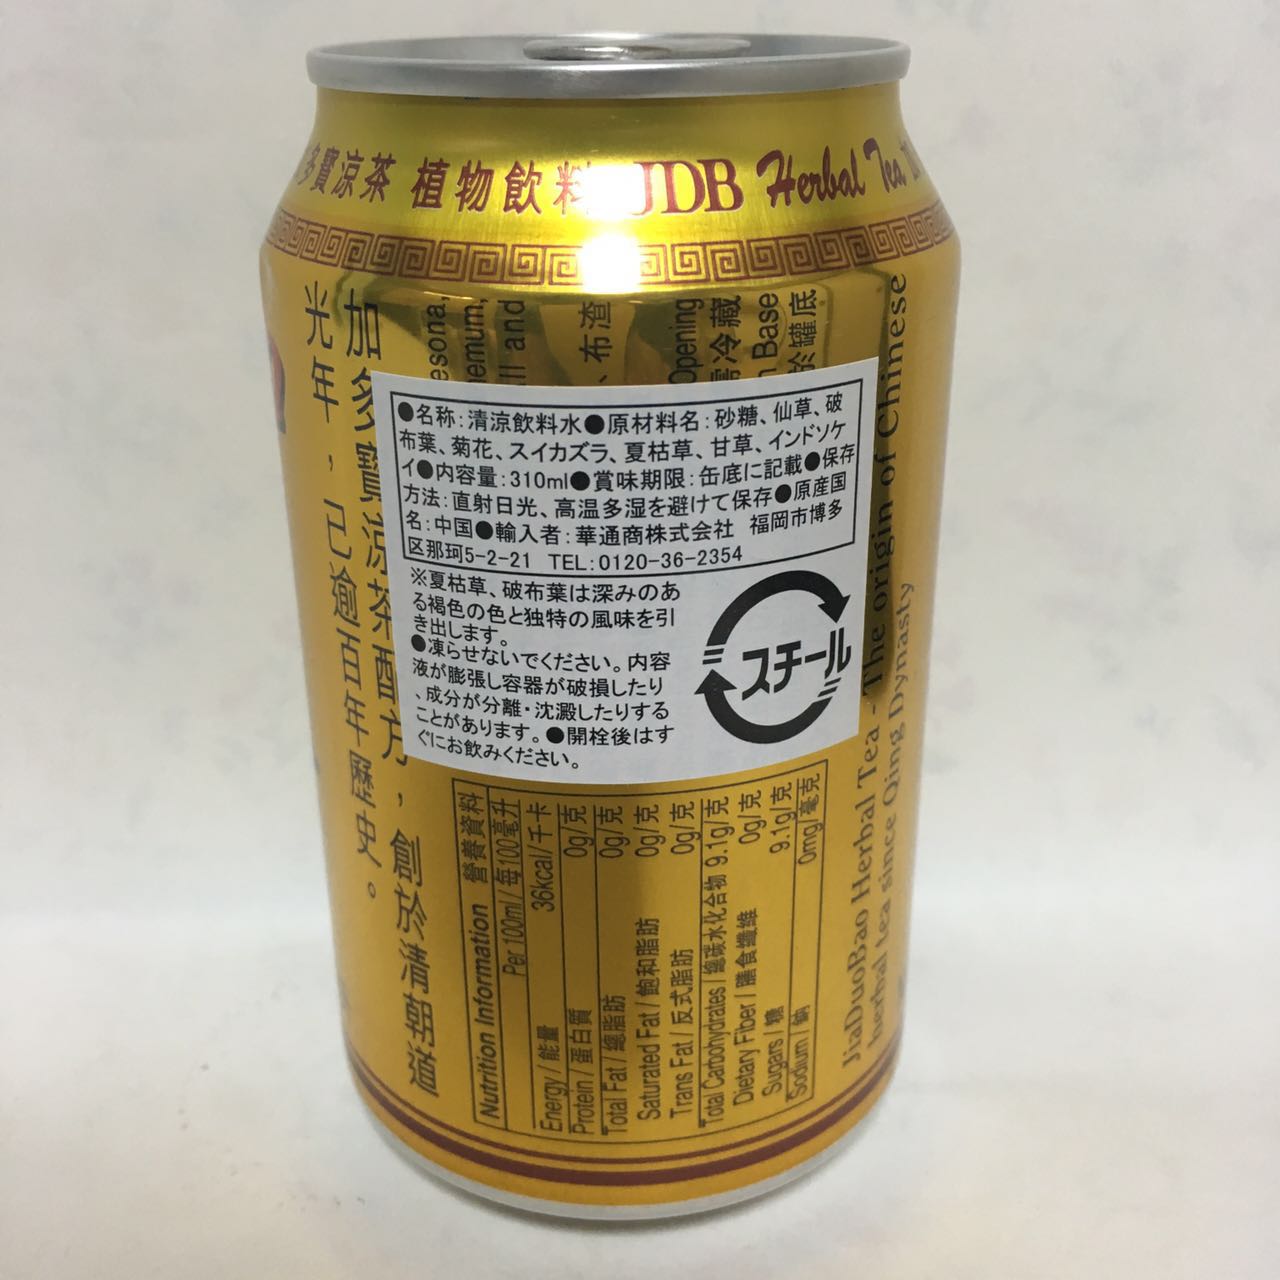 多寶涼茶 植物飲料 JDB Herbal Tea
加多寶涼茶配方，創於清朝道
光年，已逾百年歷史。
esona,
emum,
ll and
、布渣
Opening
需冷藏
n Base
於罐底
●名称：清涼飲料水●原材料名：砂糖、仙草、破
布葉、菊花、スイカズラ、夏枯草、甘草、インドソケ
イ●内容量：310ml●賞味期限：缶底に記載●保存
方法：直射日光、高温多湿を避けて保存●原産国
名：中国●輸入者：華通商株式会社 福岡市博多
区那珂5-2-21 TEL：0120-36-2354
※夏枯草、破布葉は深みのあ
る褐色の色と独特の風味を引
き出します。
●凍らせないでください。内容
液が膨張し容器が破損したり
、成分が分離・沈澱したりする
ことがあります。●開栓後はす
ぐにお飲みください。
スチール
Nutrition Information 營養資料
Per 100ml / 每100毫升
Energy / 能量 36kcal/千卡
Protein / 蛋白質 0g/克
Total Fat / 總脂肪 0g/克
Saturated Fat / 飽和脂肪 0g/克
Trans Fat / 反式脂肪 0g/克
Total Carbohydrates / 總碳水化合物 9.1g/克
Dietary Fiber / 膳食纖維 0g/克
Sugars / 糖 9.1g/克
Sodium / 鈉 0mg/毫克
JiaDuoBao Herbal Tea - The origin of Chinese
herbal tea since Qing Dynasty